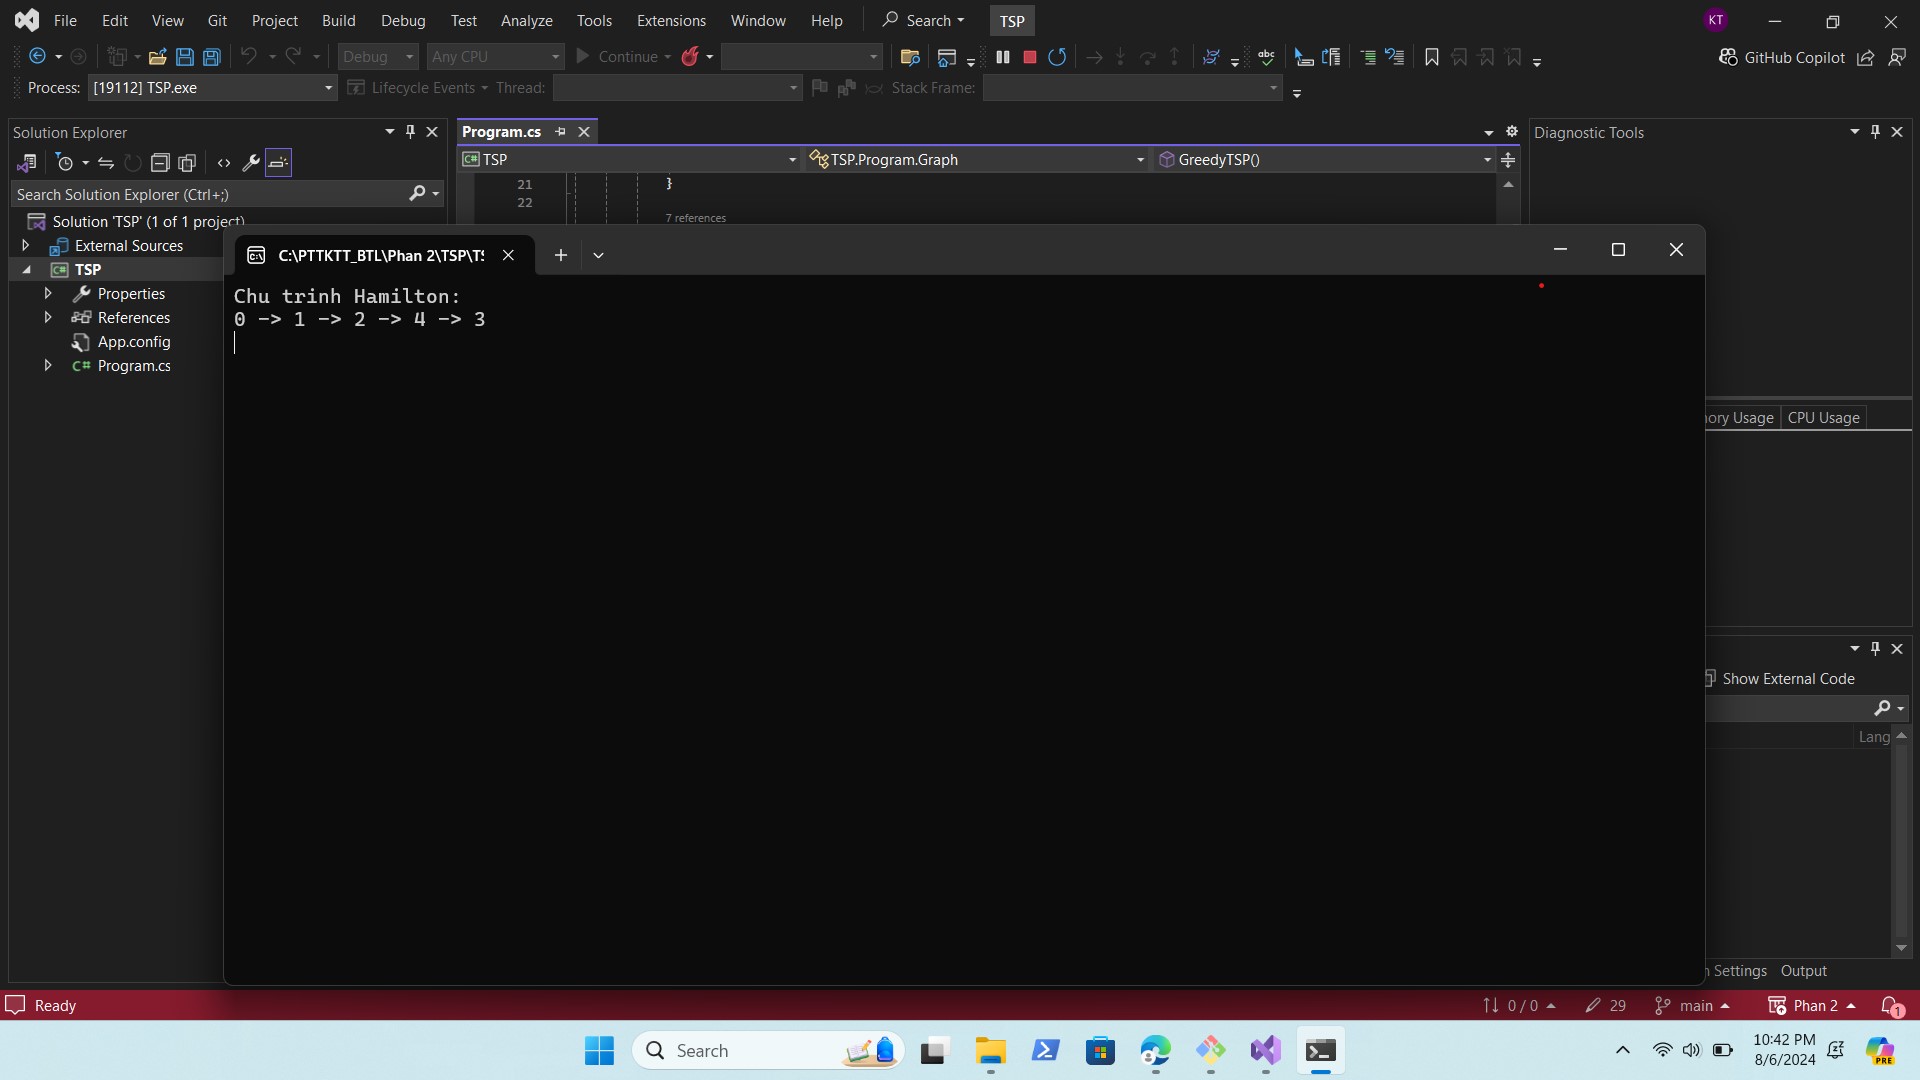 File Edit View Git Project Build Debug Test Analyze Tools Extensions Window Help Search TSP KT
Debug Any CPU Continue abc GitHub Copilot
Process: [19112] TSP.exe Lifecycle Events Thread: Stack Frame:
Solution Explorer
Program.cs
Diagnostic Tools
C# TSP TSP.Program.Graph GreedyTSP()
Search Solution Explorer (Ctrl+;)
21 }
22
7 references
Solution 'TSP' (1 of 1 project)
External Sources
C# TSP
Properties
References
App.config
C# Program.cs
C:\PTTKTT_BTL\Phan 2\TSP\TS
Chu trinh Hamilton:
0 -> 1 -> 2 -> 4 -> 3
ory Usage CPU Usage
Show External Code
Lang
Settings Output
Ready 0 / 0 29 main Phan 2 1
Search
10:42 PM
8/6/2024
PRE